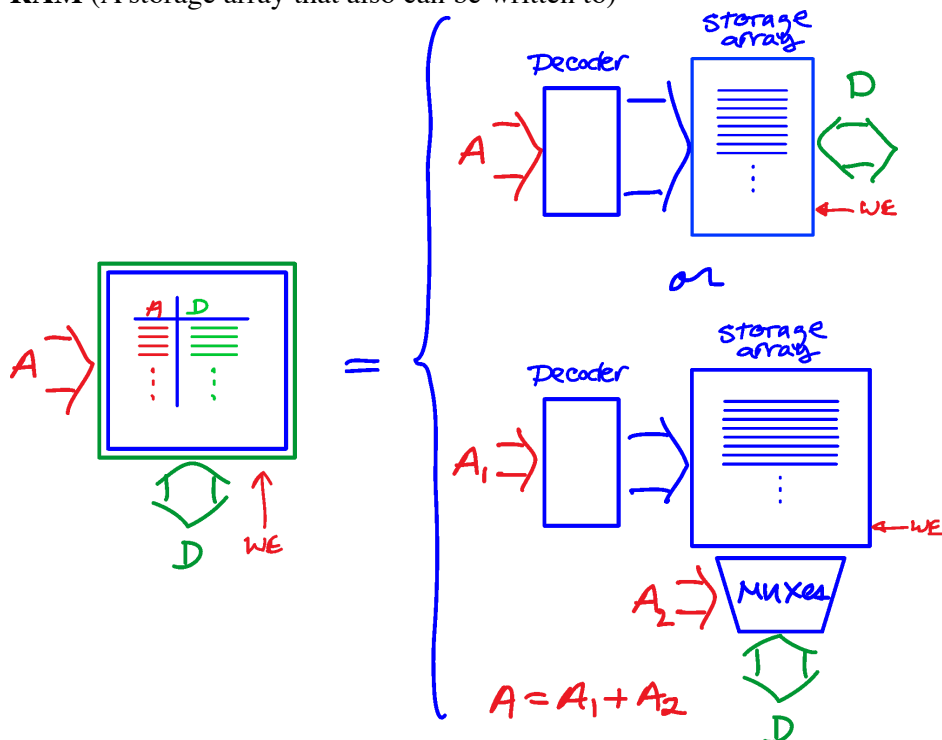 RAM (A storage array that also can be written to)
storage
array
Decoder
D
A
WE
or
A D
A
=
D
WE
storage
array
Decoder
A₁
WE
A₂
MUXes
A = A₁ + A₂
D